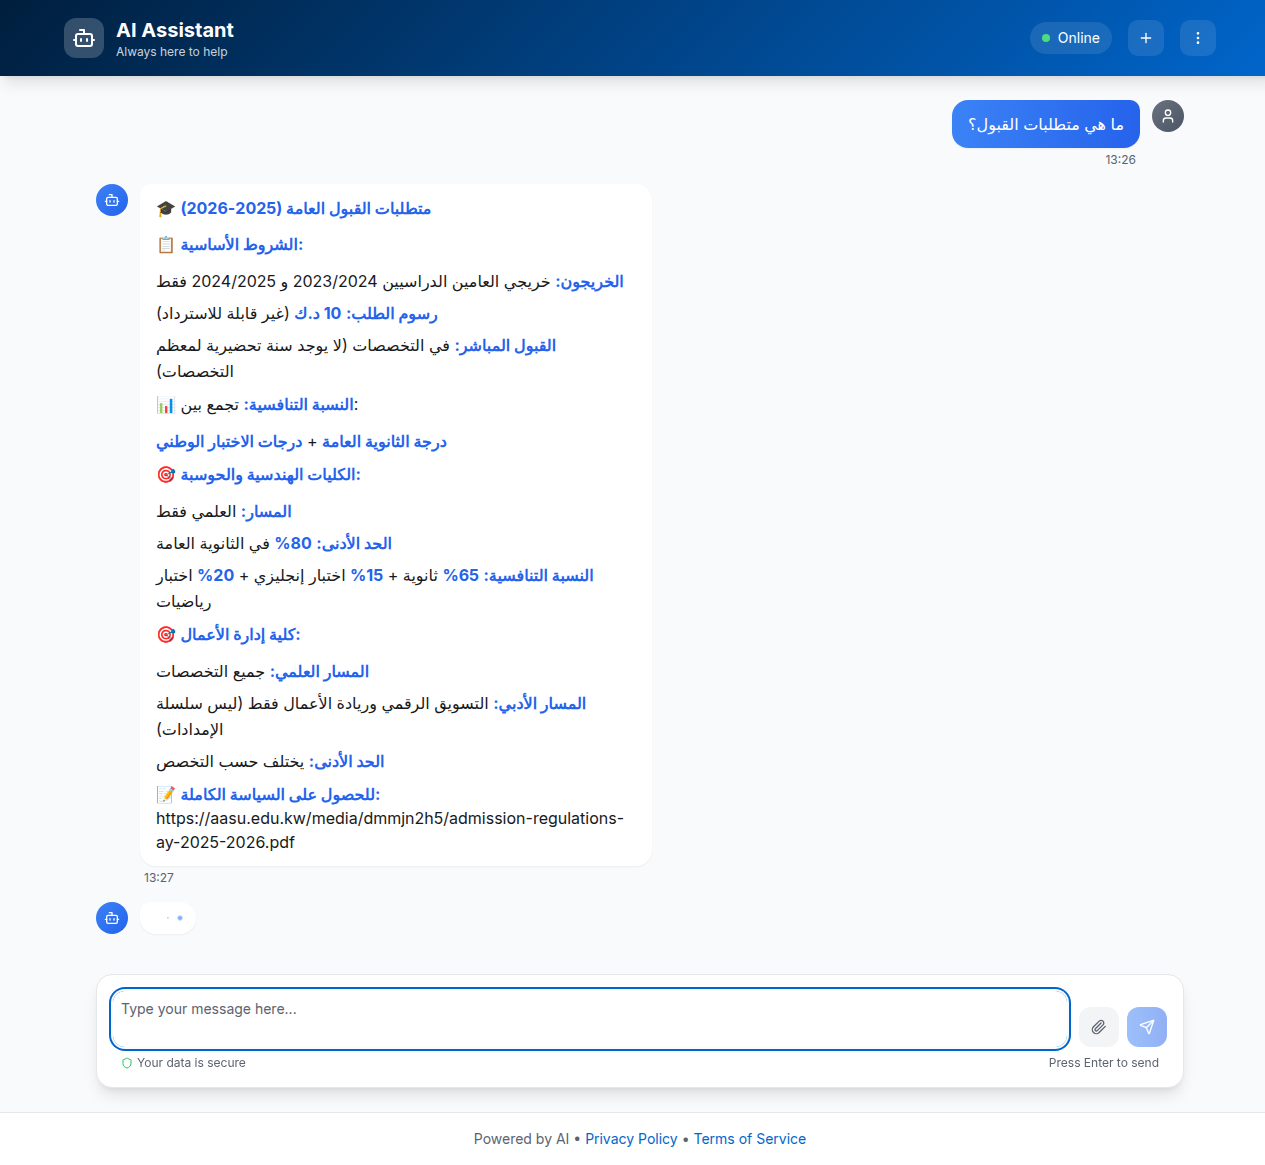 AI Assistant
Always here to help
Online
ما هي متطلبات القبول؟
13:26
🎓 متطلبات القبول العامة (2025-2026)
📋 الشروط الأساسية:
الخريجون: خريجي العامين الدراسيين 2023/2024 و 2024/2025 فقط
رسوم الطلب: 10 د.ك (غير قابلة للاسترداد)
القبول المباشر: في التخصصات (لا يوجد سنة تحضيرية لمعظم
التخصصات)
📊 النسبة التنافسية: تجمع بين:
درجة الثانوية العامة + درجات الاختبار الوطني
🎯 الكليات الهندسية والحوسبة:
المسار: العلمي فقط
الحد الأدنى: 80% في الثانوية العامة
النسبة التنافسية: 65% ثانوية + 15% اختبار إنجليزي + 20% اختبار
رياضيات
🎯 كلية إدارة الأعمال:
المسار العلمي: جميع التخصصات
المسار الأدبي: التسويق الرقمي وريادة الأعمال فقط (ليس سلسلة
الإمدادات)
الحد الأدنى: يختلف حسب التخصص
📝 للحصول على السياسة الكاملة:
https://aasu.edu.kw/media/dmmjn2h5/admission-regulations-
ay-2025-2026.pdf
13:27
Type your message here...
Your data is secure
Press Enter to send
Powered by AI • Privacy Policy • Terms of Service